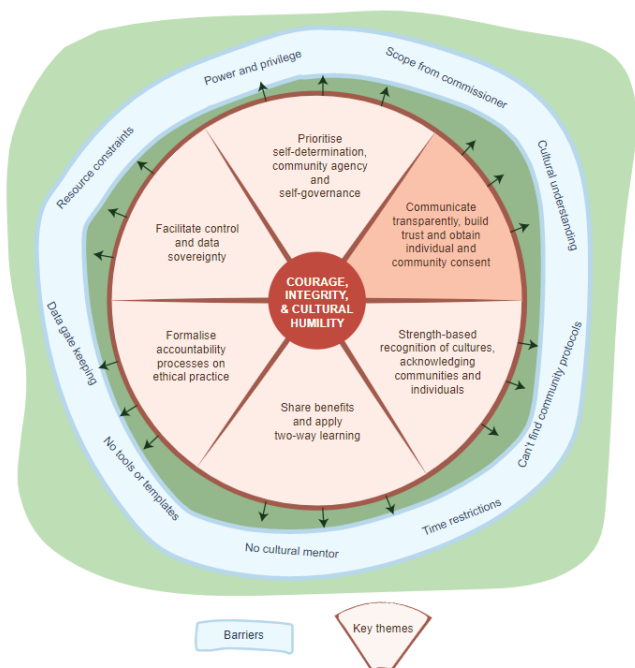 Power and privilege
Scope from commissioner
Cultural understanding
Can't find community protocols
Time restrictions
No cultural mentor
No tools or templates
Data gate keeping
Resource constraints
Prioritise
self-determination,
community agency
and
self-governance
Communicate
transparently, build
trust and obtain
individual and
community consent
Strength-based
recognition of cultures,
acknowledging
communities and
individuals
Share benefits
and apply
two-way learning
Formalise
accountability
processes on
ethical practice
Facilitate control
and data
sovereignty
COURAGE,
INTEGRITY,
& CULTURAL
HUMILITY
Barriers
Key themes